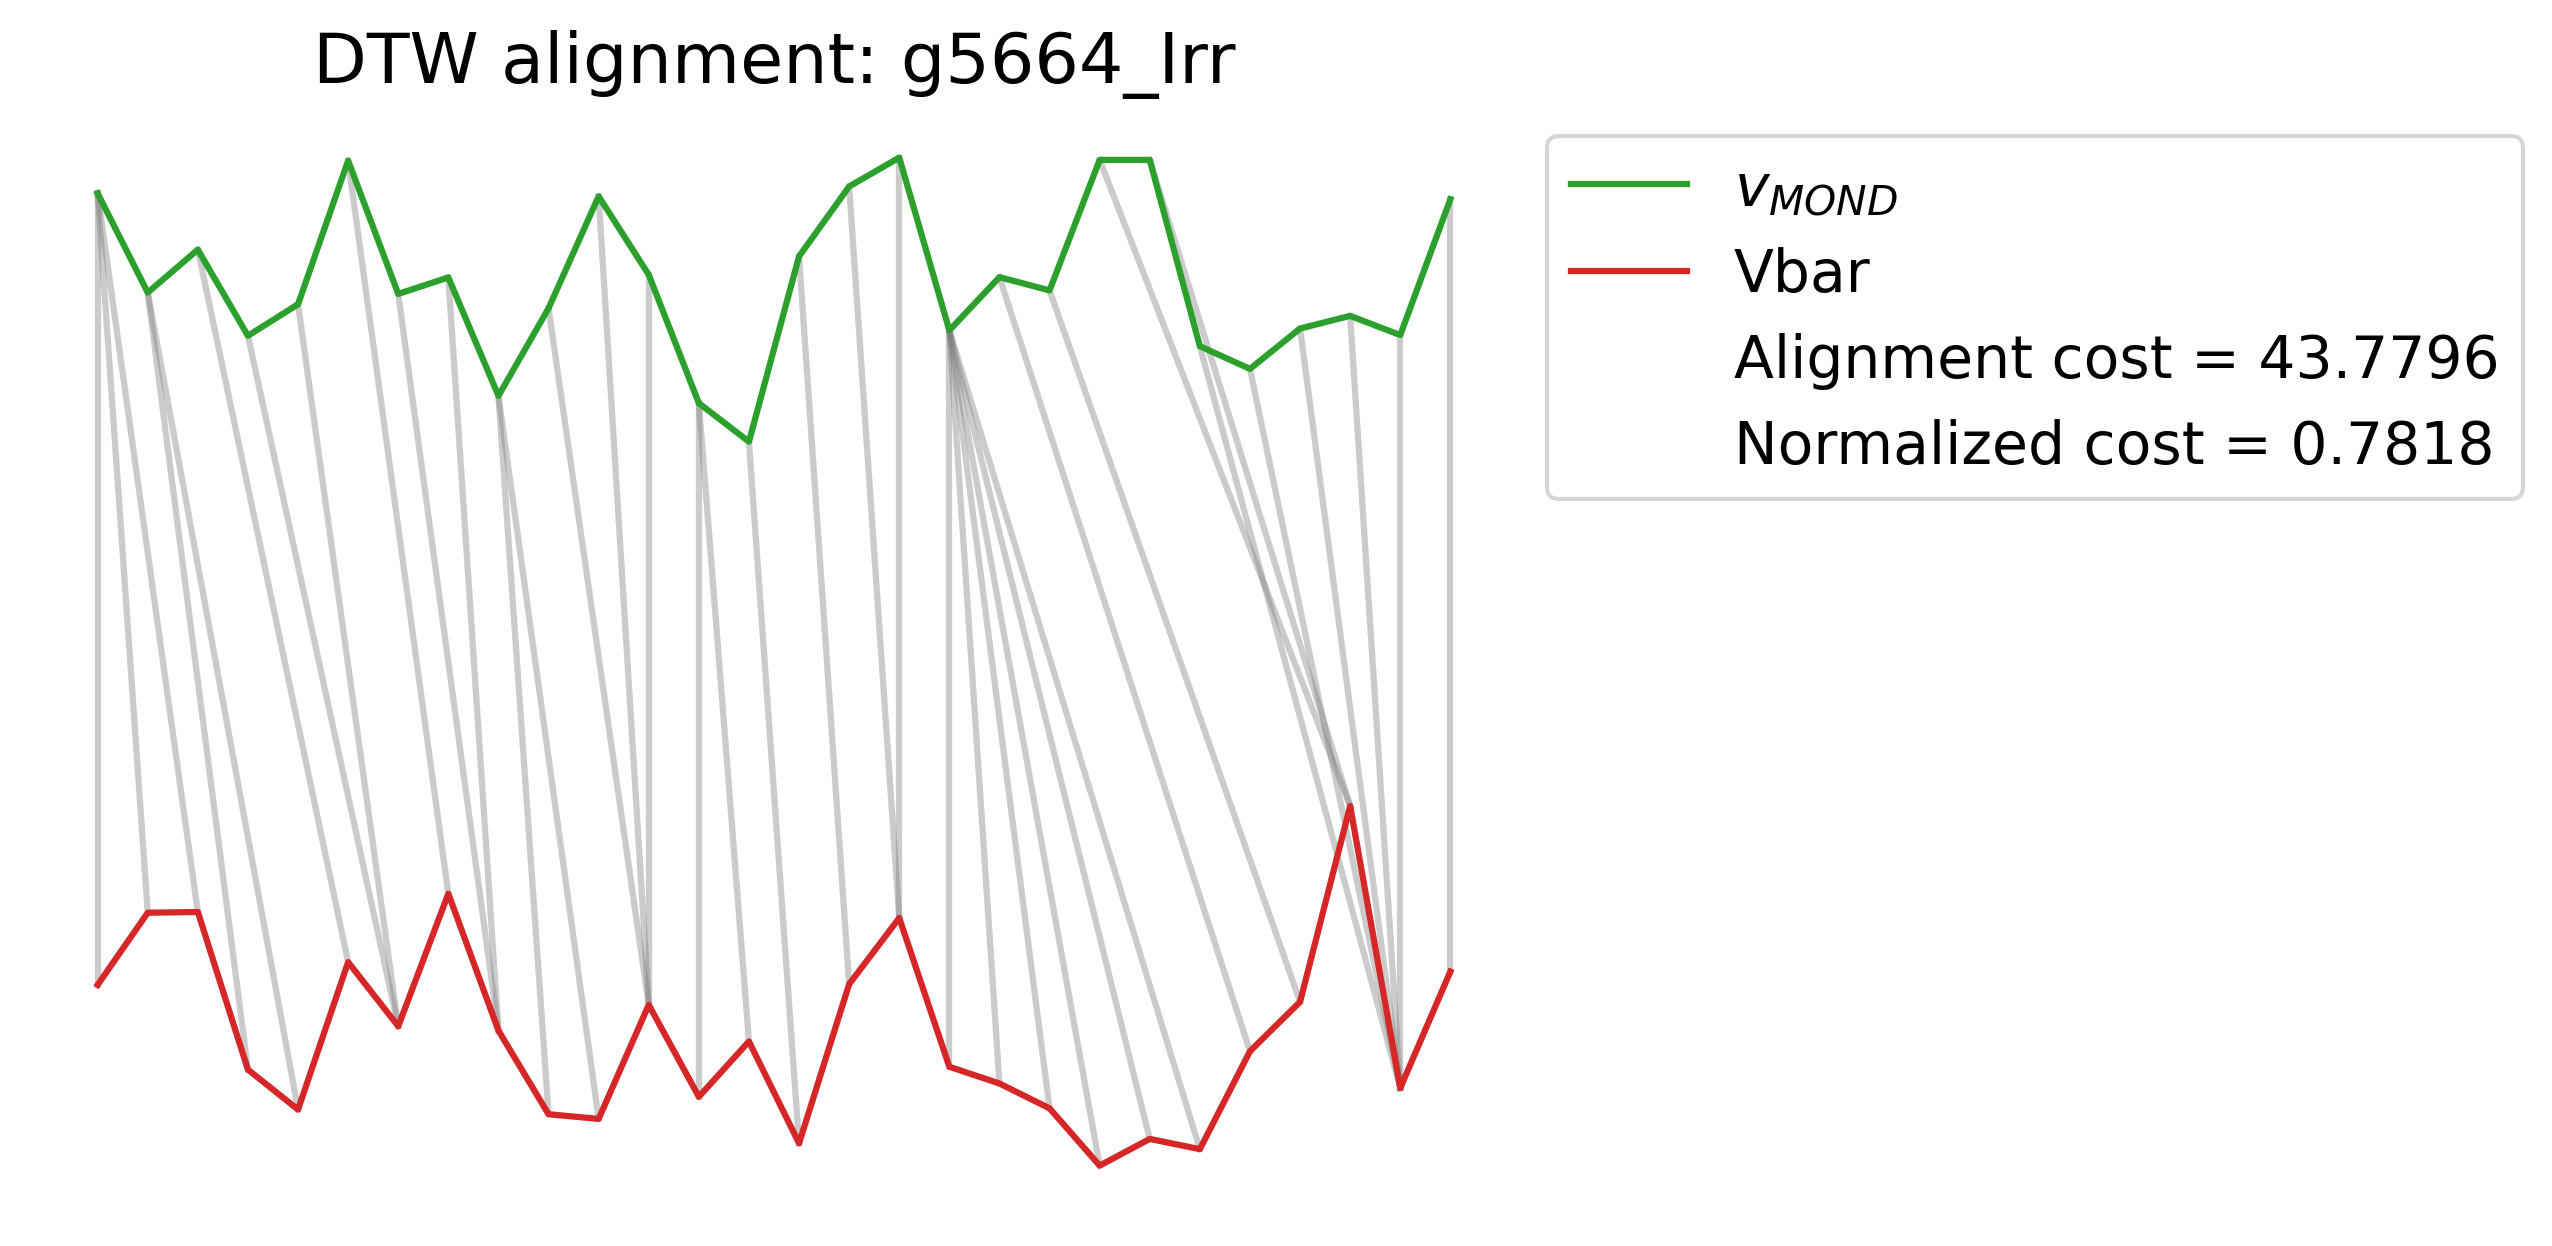 DTW alignment: g5664_Irr
v_MOND
Vbar
Alignment cost = 43.7796
Normalized cost = 0.7818